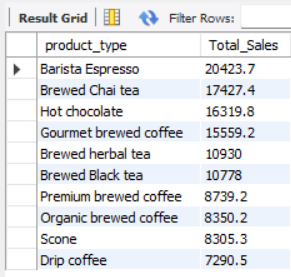 Result Grid Filter Rows:
product_type Total_Sales
Barista Espresso 20423.7
Brewed Chai tea 17427.4
Hot chocolate 16319.8
Gourmet brewed coffee 15559.2
Brewed herbal tea 10930
Brewed Black tea 10778
Premium brewed coffee 8739.2
Organic brewed coffee 8350.2
Scone 8305.3
Drip coffee 7290.5